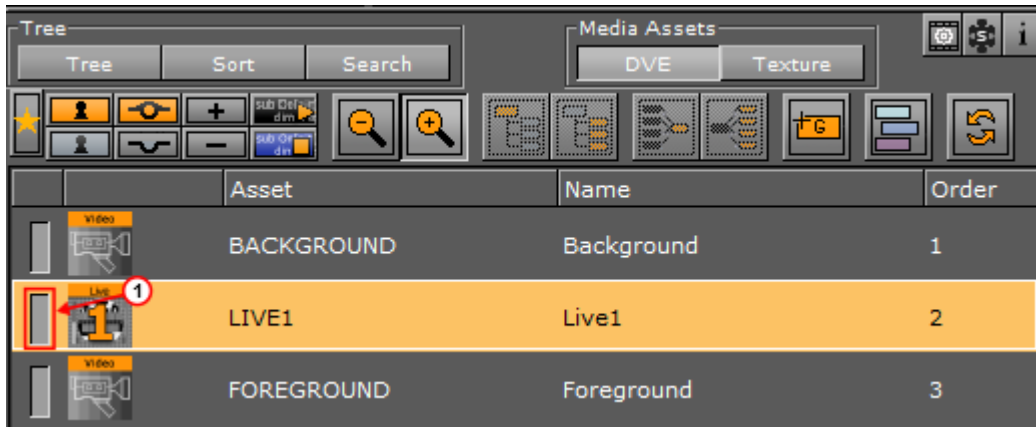 Tree
Media Assets
Tree
Sort
Search
DVE
Texture
S
i
G
Asset
Name
Order
Video
BACKGROUND
Background
1
Live
1
1
LIVE1
Live1
2
Video
FOREGROUND
Foreground
3